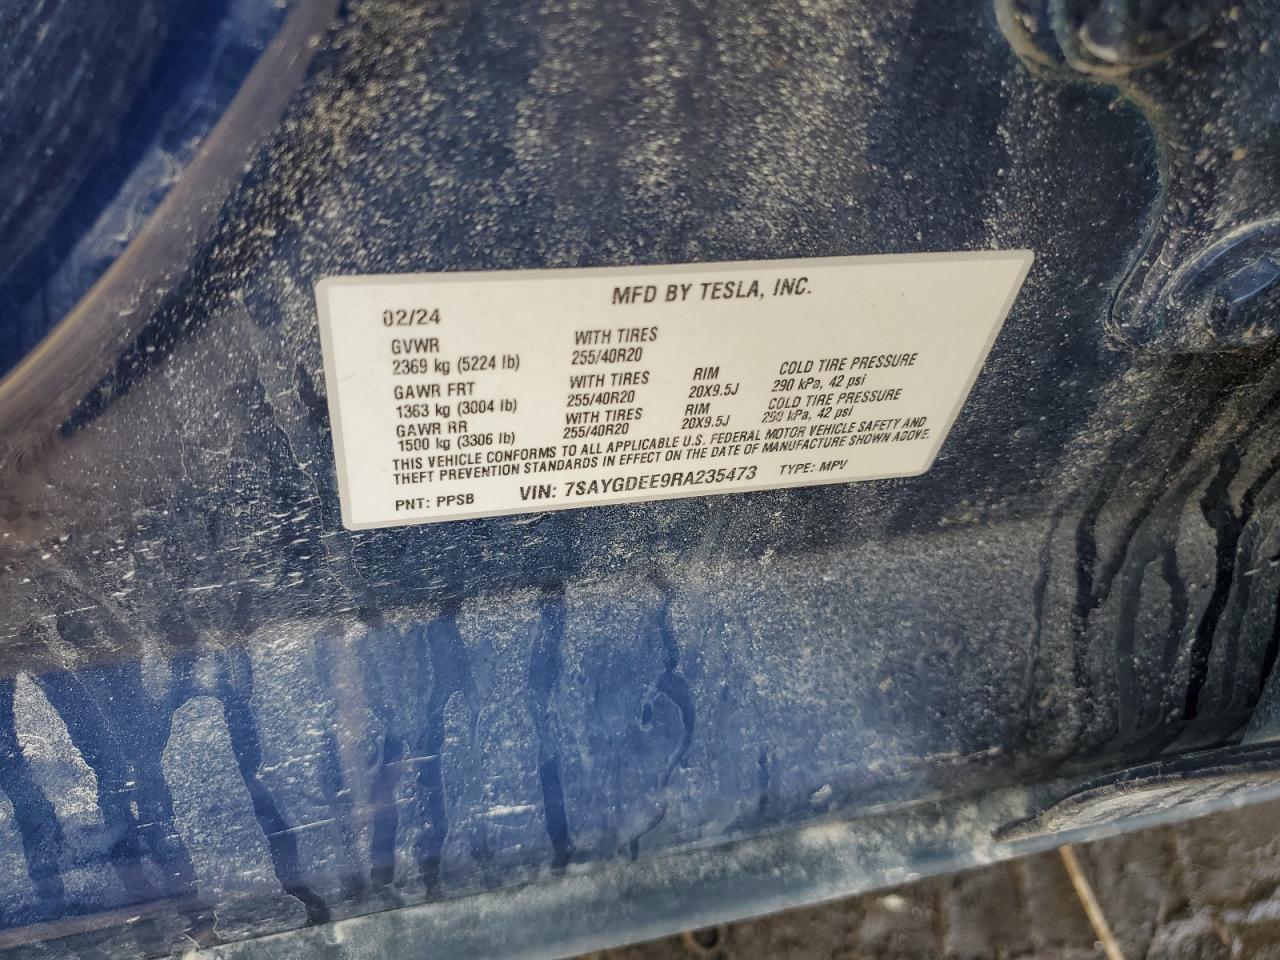 MFD BY TESLA, INC.
02/24
GVWR WITH TIRES
2369 kg (5224 lb) 255/40R20
GAWR FRT WITH TIRES RIM COLD TIRE PRESSURE
1363 kg (3004 lb) 255/40R20 20X9.5J 290 kPa, 42 psi
GAWR RR WITH TIRES RIM COLD TIRE PRESSURE
1500 kg (3306 lb) 255/40R20 20X9.5J 290 kPa, 42 psi
THIS VEHICLE CONFORMS TO ALL APPLICABLE U.S. FEDERAL MOTOR VEHICLE SAFETY AND
THEFT PREVENTION STANDARDS IN EFFECT ON THE DATE OF MANUFACTURE SHOWN ABOVE.
PNT: PPSB VIN: 7SAYGDEE9RA235473 TYPE: MPV